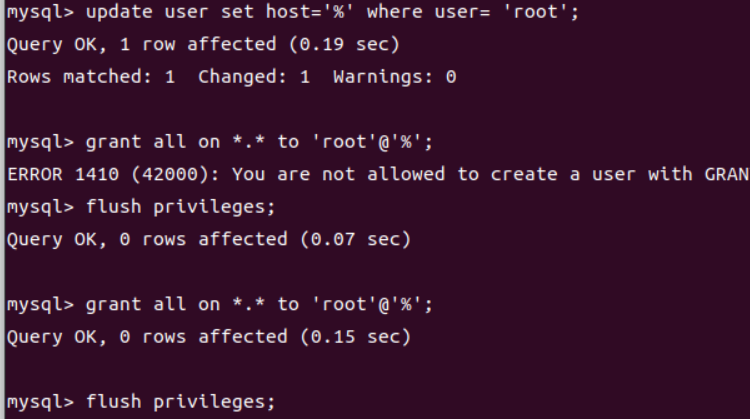 mysql> update user set host='%' where user= 'root';
Query OK, 1 row affected (0.19 sec)
Rows matched: 1  Changed: 1  Warnings: 0
mysql> grant all on *.* to 'root'@'%';
ERROR 1410 (42000): You are not allowed to create a user with GRAN
mysql> flush privileges;
Query OK, 0 rows affected (0.07 sec)
mysql> grant all on *.* to 'root'@'%';
Query OK, 0 rows affected (0.15 sec)
mysql> flush privileges;